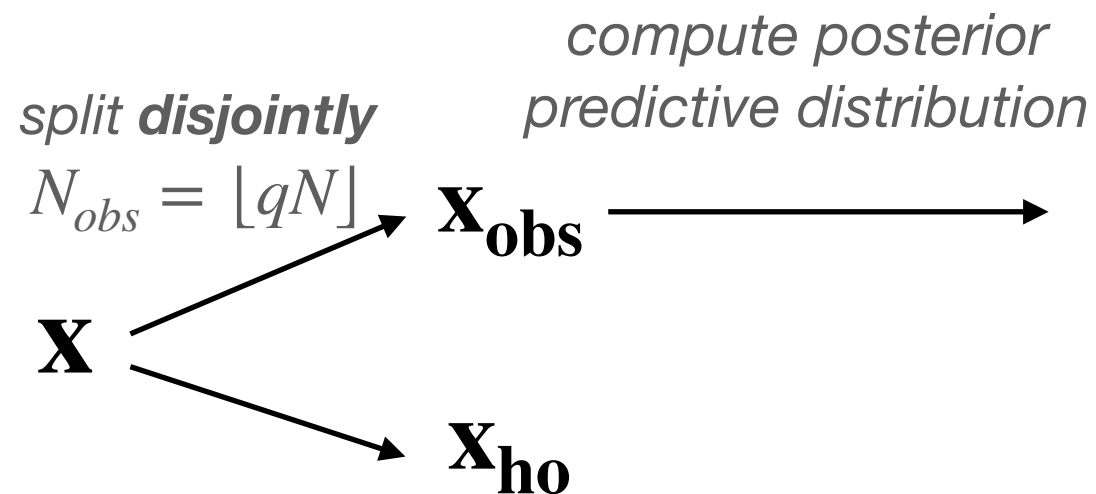 compute posterior
predictive distribution
split disjointly
N_obs = ⌊qN⌋
x_obs
x
x_ho